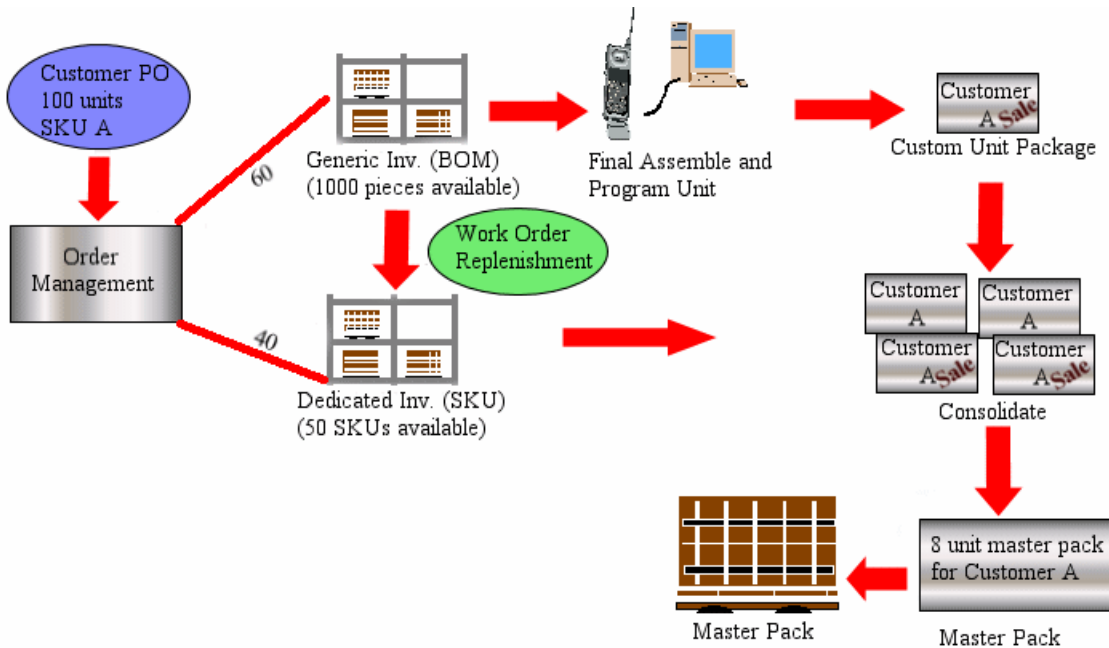 Customer PO
100 units
SKU A
Order
Management
60
40
Generic Inv. (BOM)
(1000 pieces available)
Work Order
Replenishment
Dedicated Inv. (SKU)
(50 SKUs available)
Final Assemble and
Program Unit
Customer
A Sale
Custom Unit Package
Customer
A
Customer
A
Customer
A Sale
Customer
A Sale
Consolidate
8 unit master pack
for Customer A
Master Pack
Master Pack